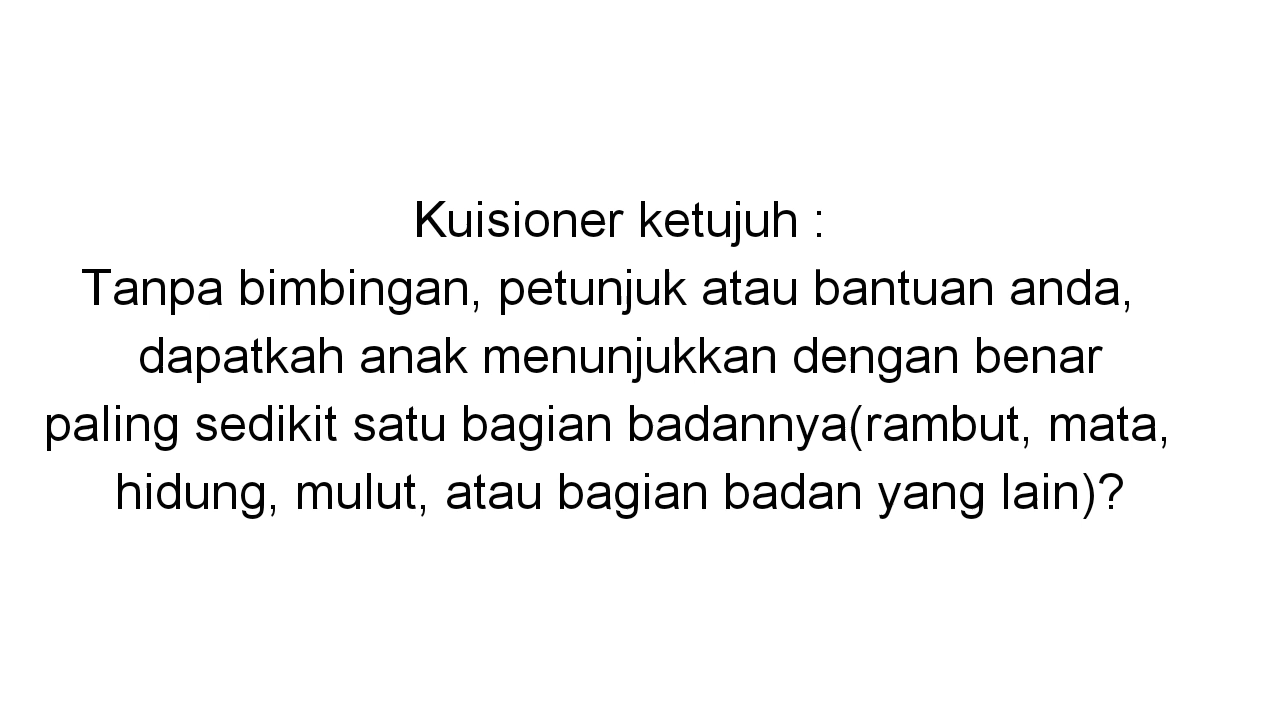 Kuisioner ketujuh :
Tanpa bimbingan, petunjuk atau bantuan anda,
dapatkah anak menunjukkan dengan benar
paling sedikit satu bagian badannya(rambut, mata,
hidung, mulut, atau bagian badan yang lain)?